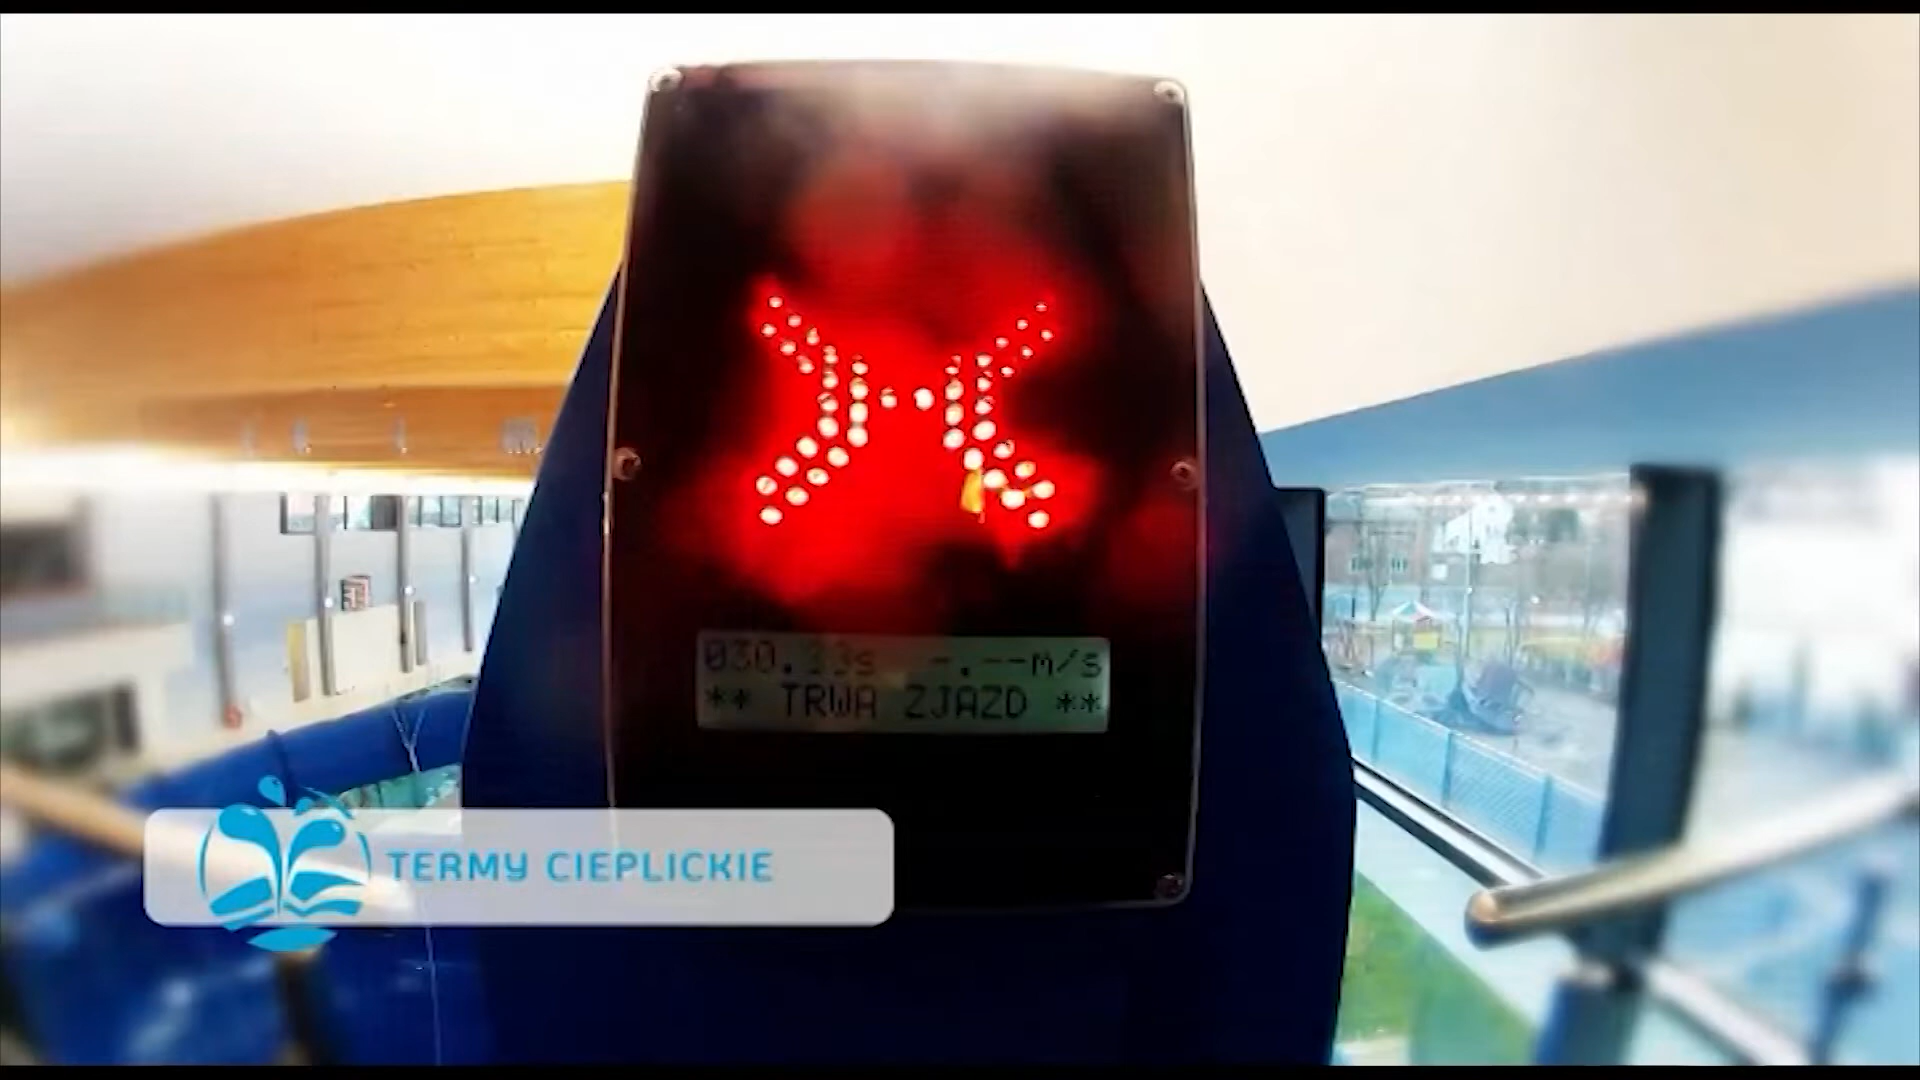 030.33s -.--m/s
** TRWA ZJAZD **
TERMY CIEPLICKIE